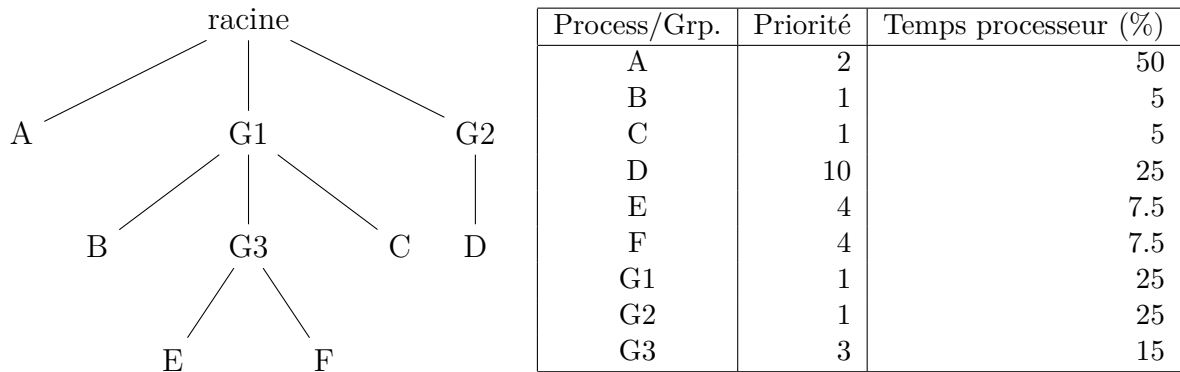 racine
A G1 G2
B G3 C D
E F
Process/Grp. Priorité Temps processeur (%)
A 2 50
B 1 5
C 1 5
D 10 25
E 4 7.5
F 4 7.5
G1 1 25
G2 1 25
G3 3 15